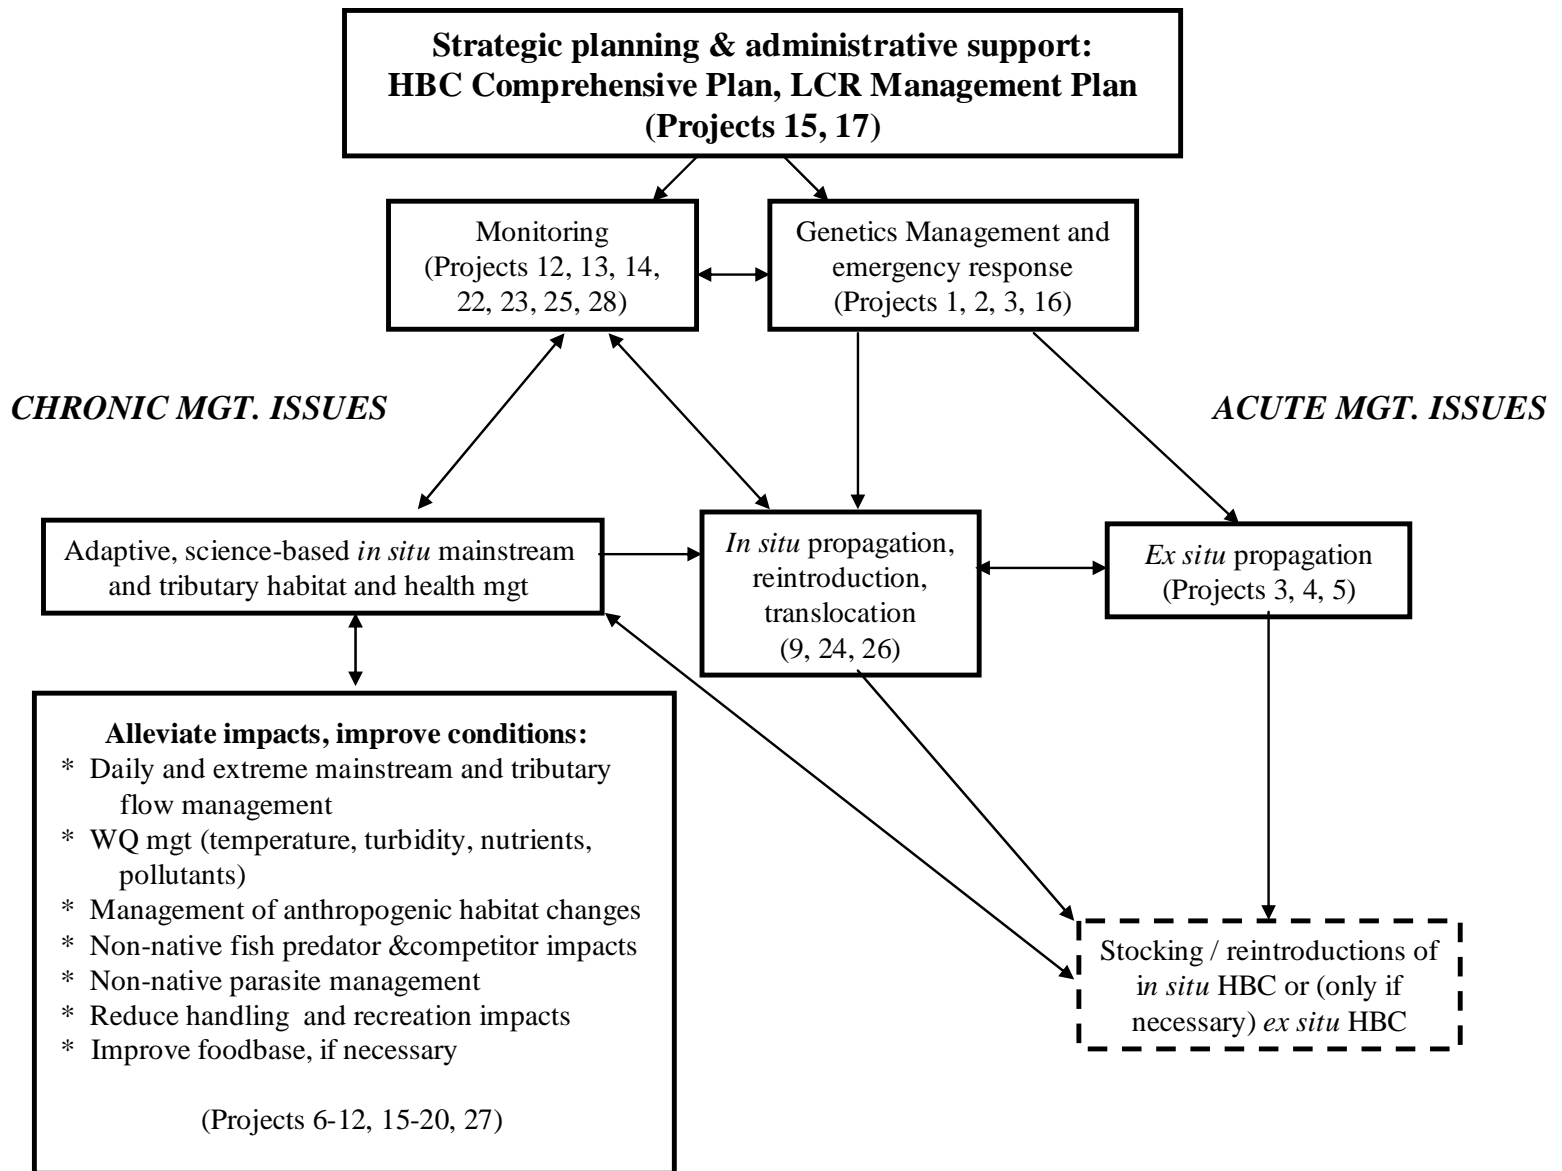 Strategic planning & administrative support:
HBC Comprehensive Plan, LCR Management Plan
(Projects 15, 17)
Monitoring
(Projects 12, 13, 14,
22, 23, 25, 28)
Genetics Management and
emergency response
(Projects 1, 2, 3, 16)
CHRONIC MGT. ISSUES
ACUTE MGT. ISSUES
Adaptive, science-based in situ mainstream
and tributary habitat and health mgt
In situ propagation,
reintroduction,
translocation
(9, 24, 26)
Ex situ propagation
(Projects 3, 4, 5)
Alleviate impacts, improve conditions:
* Daily and extreme mainstream and tributary
flow management
* WQ mgt (temperature, turbidity, nutrients,
pollutants)
* Management of anthropogenic habitat changes
* Non-native fish predator &competitor impacts
* Non-native parasite management
* Reduce handling and recreation impacts
* Improve foodbase, if necessary
(Projects 6-12, 15-20, 27)
Stocking / reintroductions of
in situ HBC or (only if
necessary) ex situ HBC